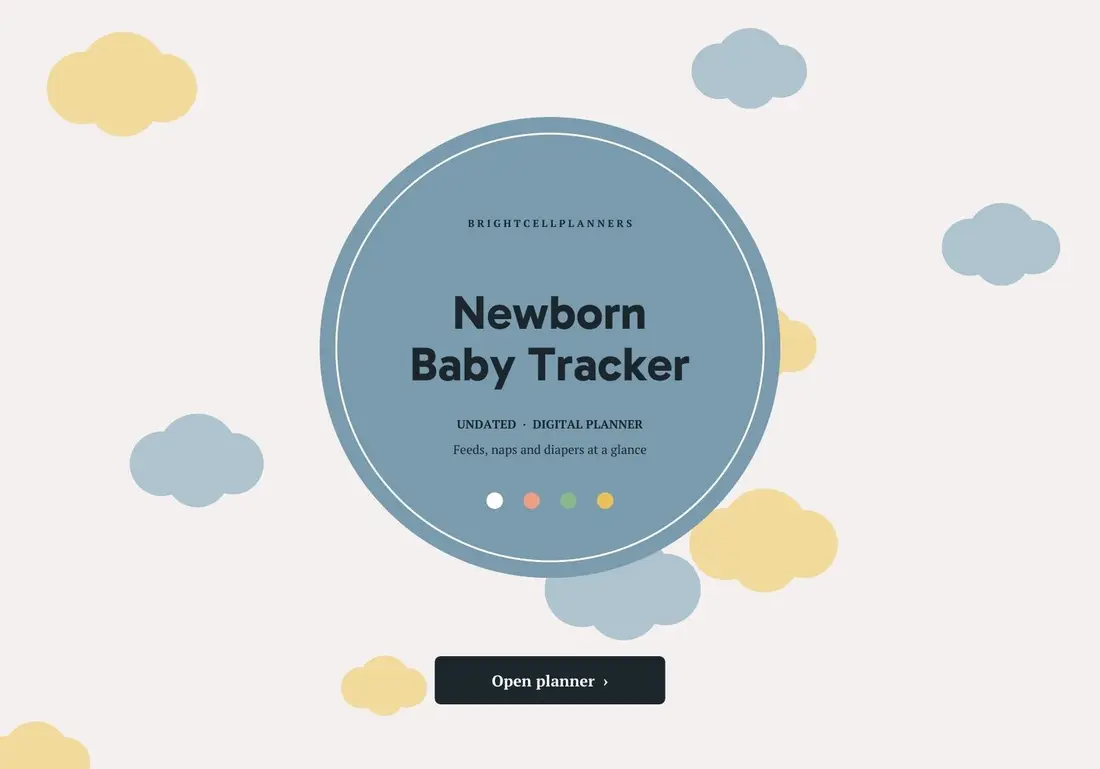 BRIGHTCELLPLANNERS
Newborn
Baby Tracker
UNDATED · DIGITAL PLANNER
Feeds, naps and diapers at a glance
Open planner ›